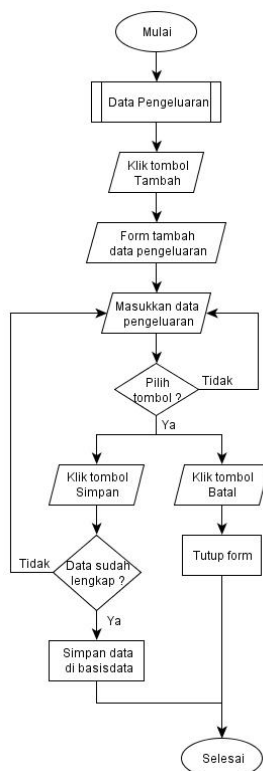 Mulai
Data Pengeluaran
Klik tombol
Tambah
Form tambah
data pengeluaran
Masukkan data
pengeluaran
Pilih
tombol ?
Tidak
Ya
Klik tombol
Simpan
Klik tombol
Batal
Data sudah
lengkap ?
Tidak
Tutup form
Ya
Simpan data
di basisdata
Selesai